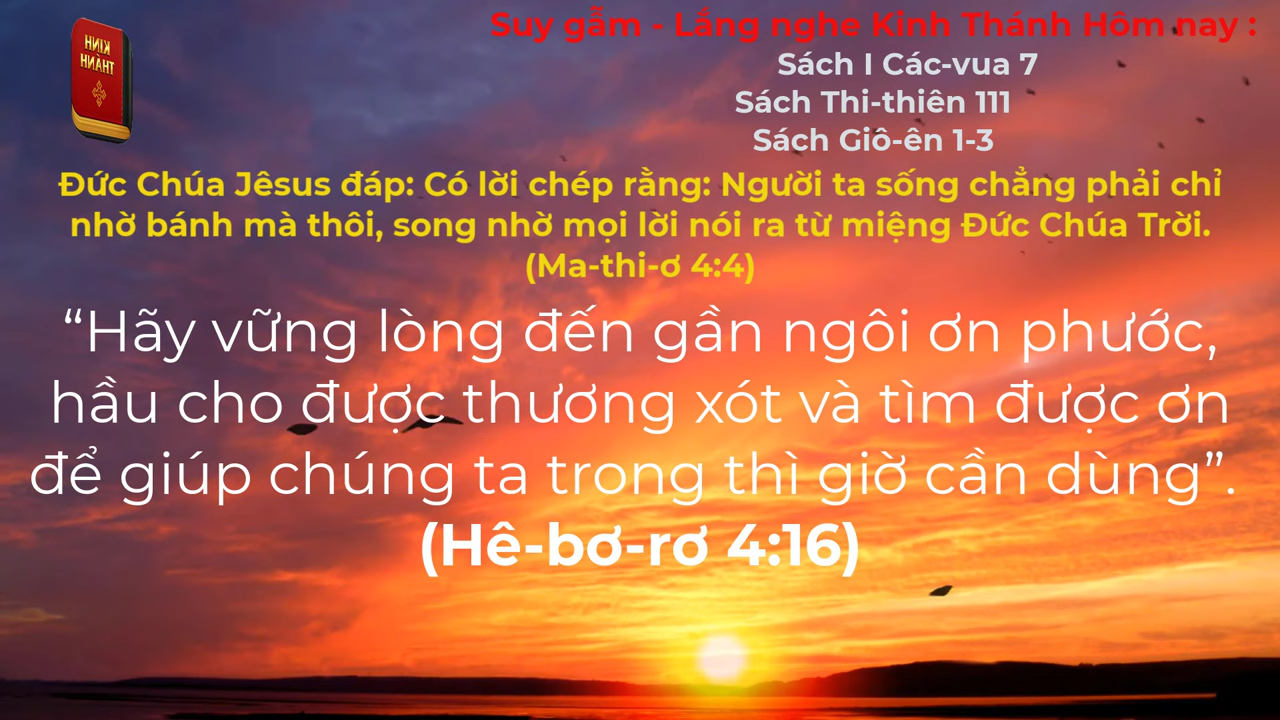 KINH
THÁNH
Suy gẫm - Lắng nghe Kinh Thánh Hôm nay :
Sách I Các-vua 7
Sách Thi-thiên 111
Sách Giô-ên 1-3
Đức Chúa Jêsus đáp: Có lời chép rằng: Người ta sống chẳng phải chỉ
nhờ bánh mà thôi, song nhờ mọi lời nói ra từ miệng Đức Chúa Trời.
(Ma-thi-ơ 4:4)
“Hãy vững lòng đến gần ngôi ơn phước,
hầu cho được thương xót và tìm được ơn
để giúp chúng ta trong thì giờ cần dùng”.
(Hê-bơ-rơ 4:16)